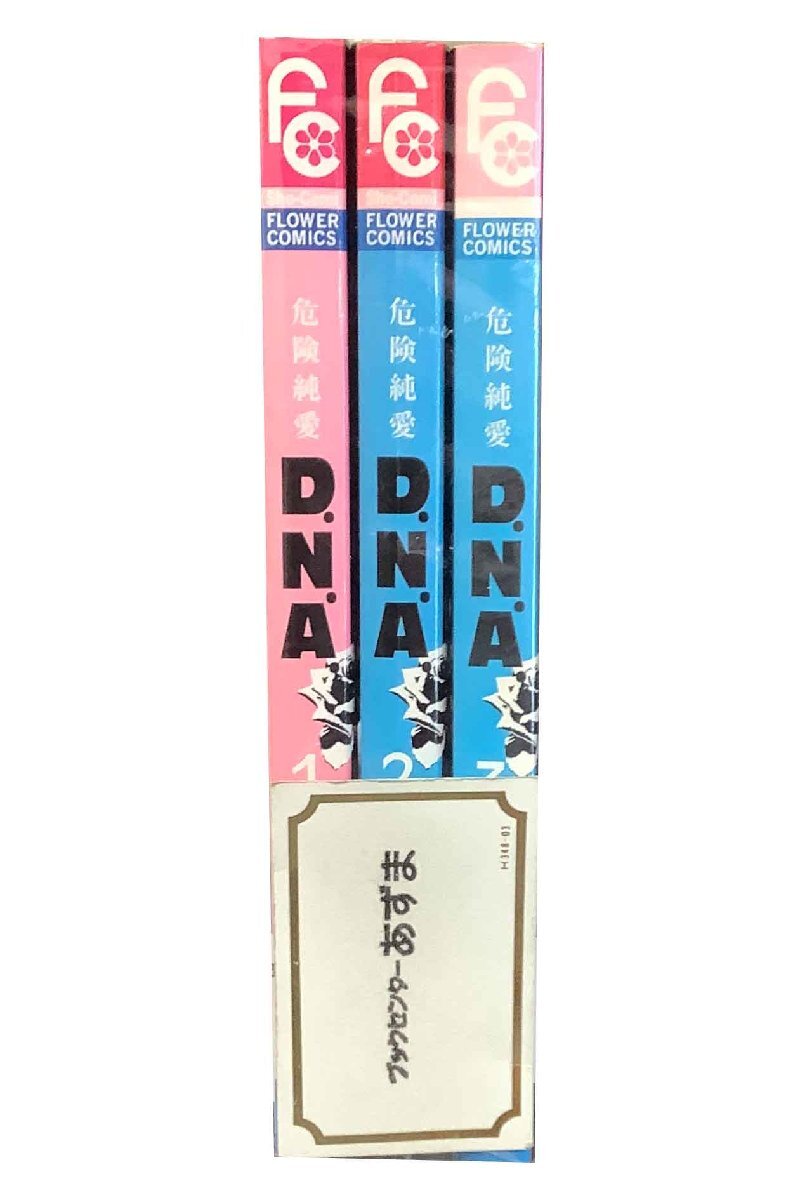 FC
Sho-Comi
FLOWER
COMICS
危険純愛
D.N.A.
1
FC
Sho-Comi
FLOWER
COMICS
危険純愛
D.N.A.
2
FC
FLOWER
COMICS
危険純愛
D.N.A.
3
ブックセンターあずま
H348-03